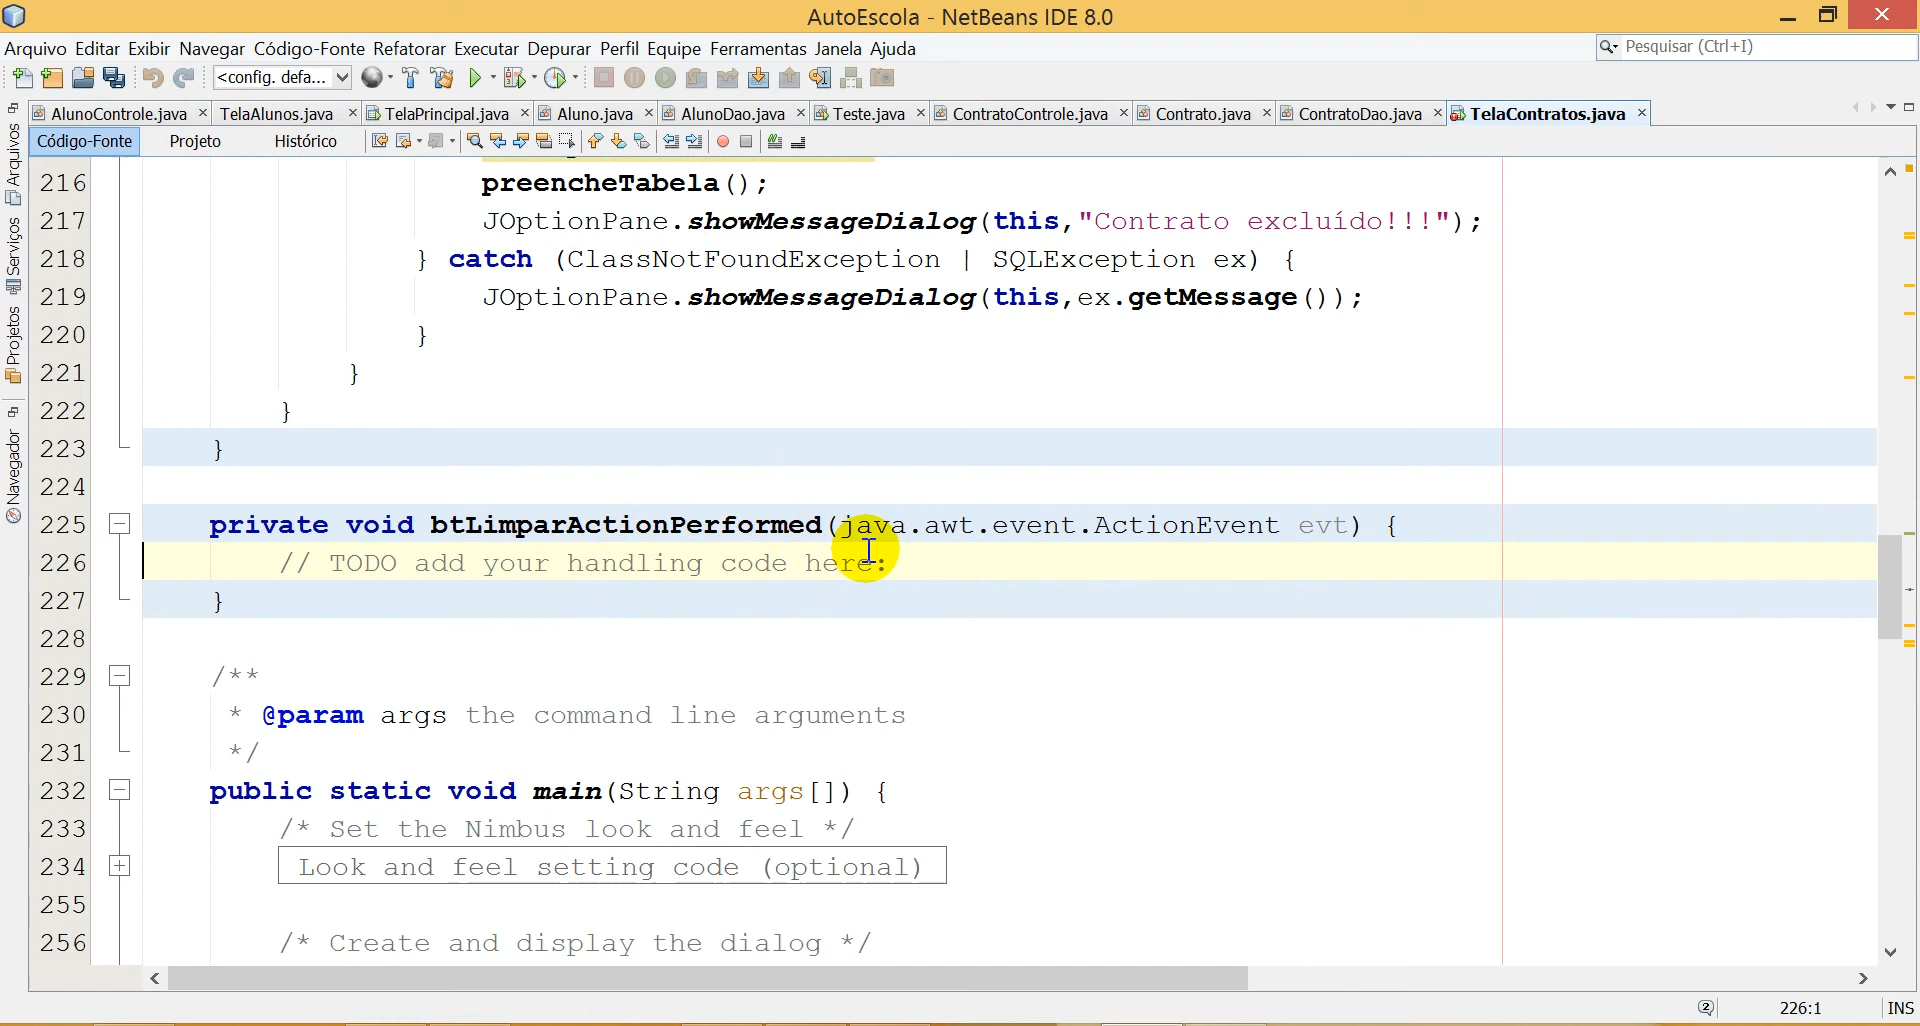 AutoEscola - NetBeans IDE 8.0
Arquivo Editar Exibir Navegar Código-Fonte Refatorar Executar Depurar Perfil Equipe Ferramentas Janela Ajuda
Pesquisar (Ctrl+I)
<config. defa...
AlunoControle.java TelaAlunos.java TelaPrincipal.java Aluno.java AlunoDao.java Teste.java ContratoControle.java Contrato.java ContratoDao.java TelaContratos.java
Código-Fonte Projeto Histórico
Arquivos
Serviços
Projetos
Navegador
216 preencheTabela();
217 JOptionPane.showMessageDialog(this,"Contrato excluído!!!");
218 } catch (ClassNotFoundException | SQLException ex) {
219 JOptionPane.showMessageDialog(this,ex.getMessage());
220 }
221 }
222 }
223 }
224
225 private void btLimparActionPerformed(java.awt.event.ActionEvent evt) {
226 // TODO add your handling code here:
227 }
228
229 /**
230 * @param args the command line arguments
231 */
232 public static void main(String args[]) {
233 /* Set the Nimbus look and feel */
234 Look and feel setting code (optional)
255
256 /* Create and display the dialog */
2 226:1 INS